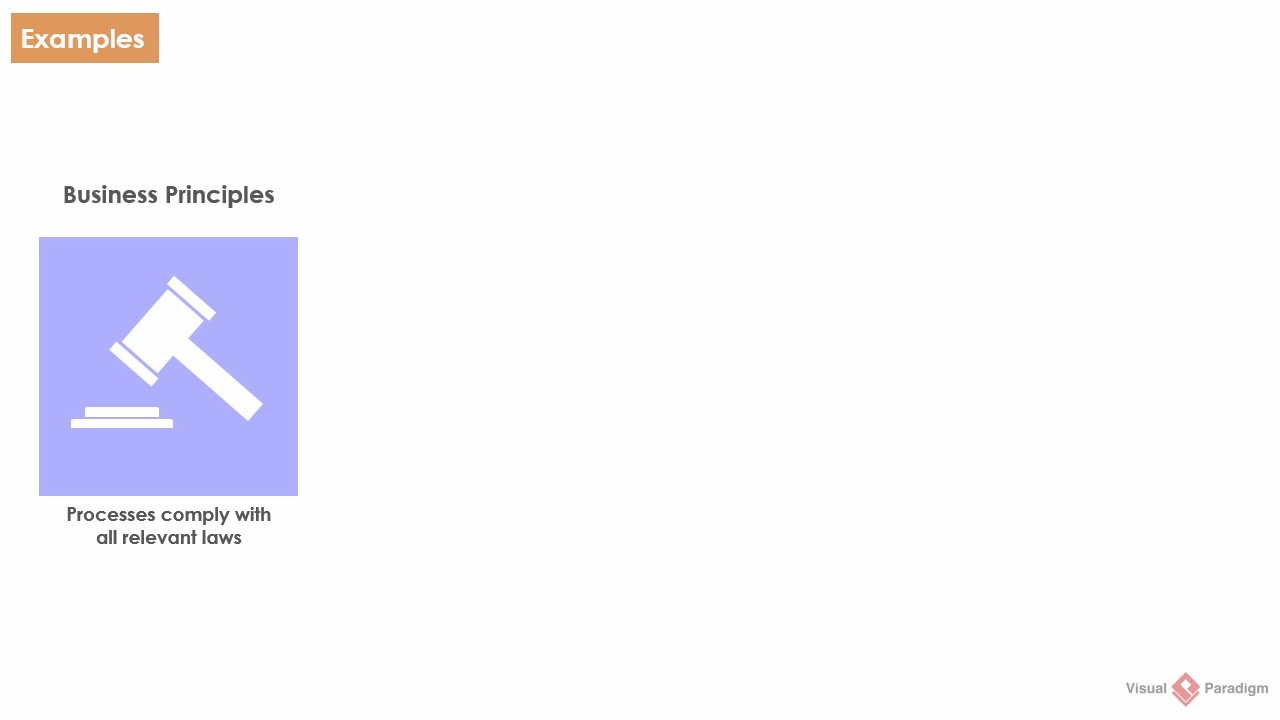 Examples
Business Principles
Processes comply with
all relevant laws
Visual Paradigm